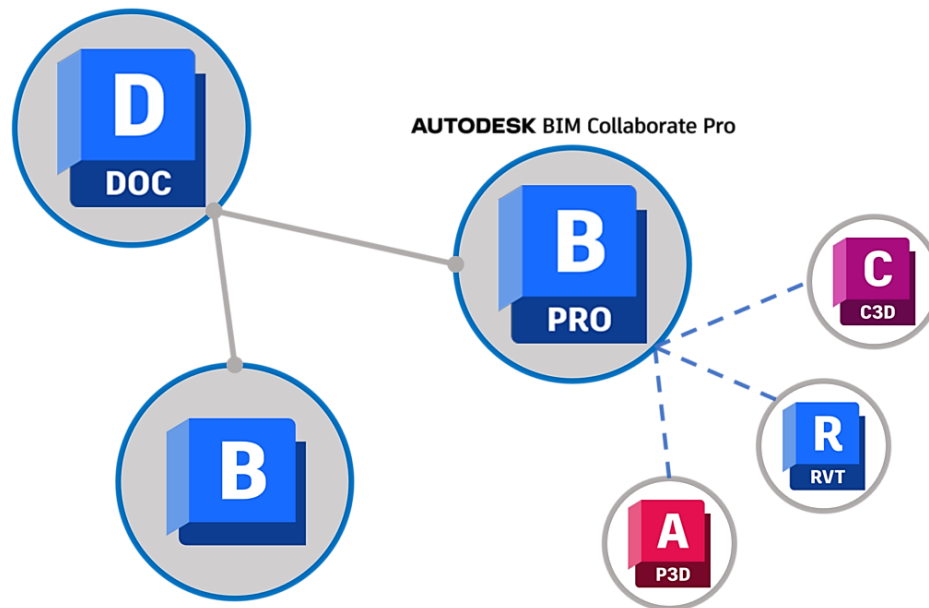 D
DOC
AUTODESK BIM Collaborate Pro
B
PRO
C
C3D
R
RVT
B
A
P3D